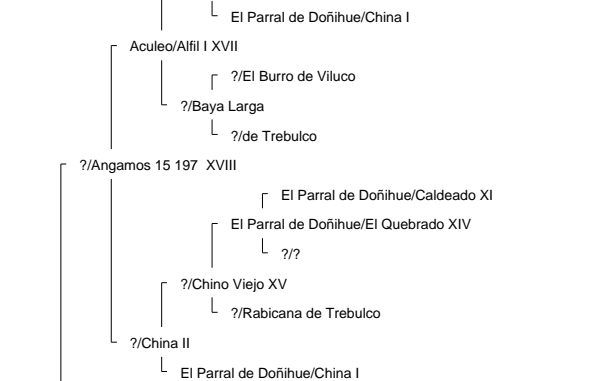 El Parral de Doñihue/China I
Aculeo/Alfil I XVII
?/El Burro de Viluco
?/Baya Larga
?/de Trebulco
?/Angamos 15 197  XVIII
El Parral de Doñihue/Caldeado XI
El Parral de Doñihue/El Quebrado XIV
?/?
?/Chino Viejo XV
?/Rabicana de Trebulco
?/China II
El Parral de Doñihue/China I